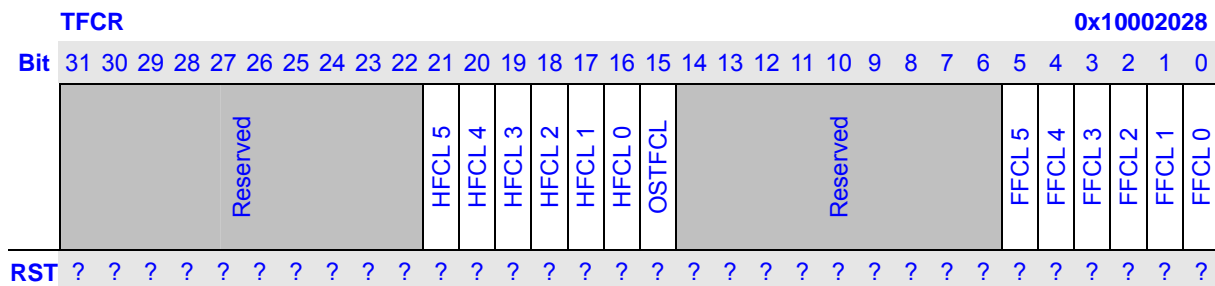 TFCR 0x10002028
Bit 31 30 29 28 27 26 25 24 23 22 21 20 19 18 17 16 15 14 13 12 11 10 9 8 7 6 5 4 3 2 1 0
Reserved HFCL 5 HFCL 4 HFCL 3 HFCL 2 HFCL 1 HFCL 0 OSTFCL Reserved FFCL 5 FFCL 4 FFCL 3 FFCL 2 FFCL 1 FFCL 0
RST ? ? ? ? ? ? ? ? ? ? ? ? ? ? ? ? ? ? ? ? ? ? ? ? ? ? ? ? ? ? ? ?